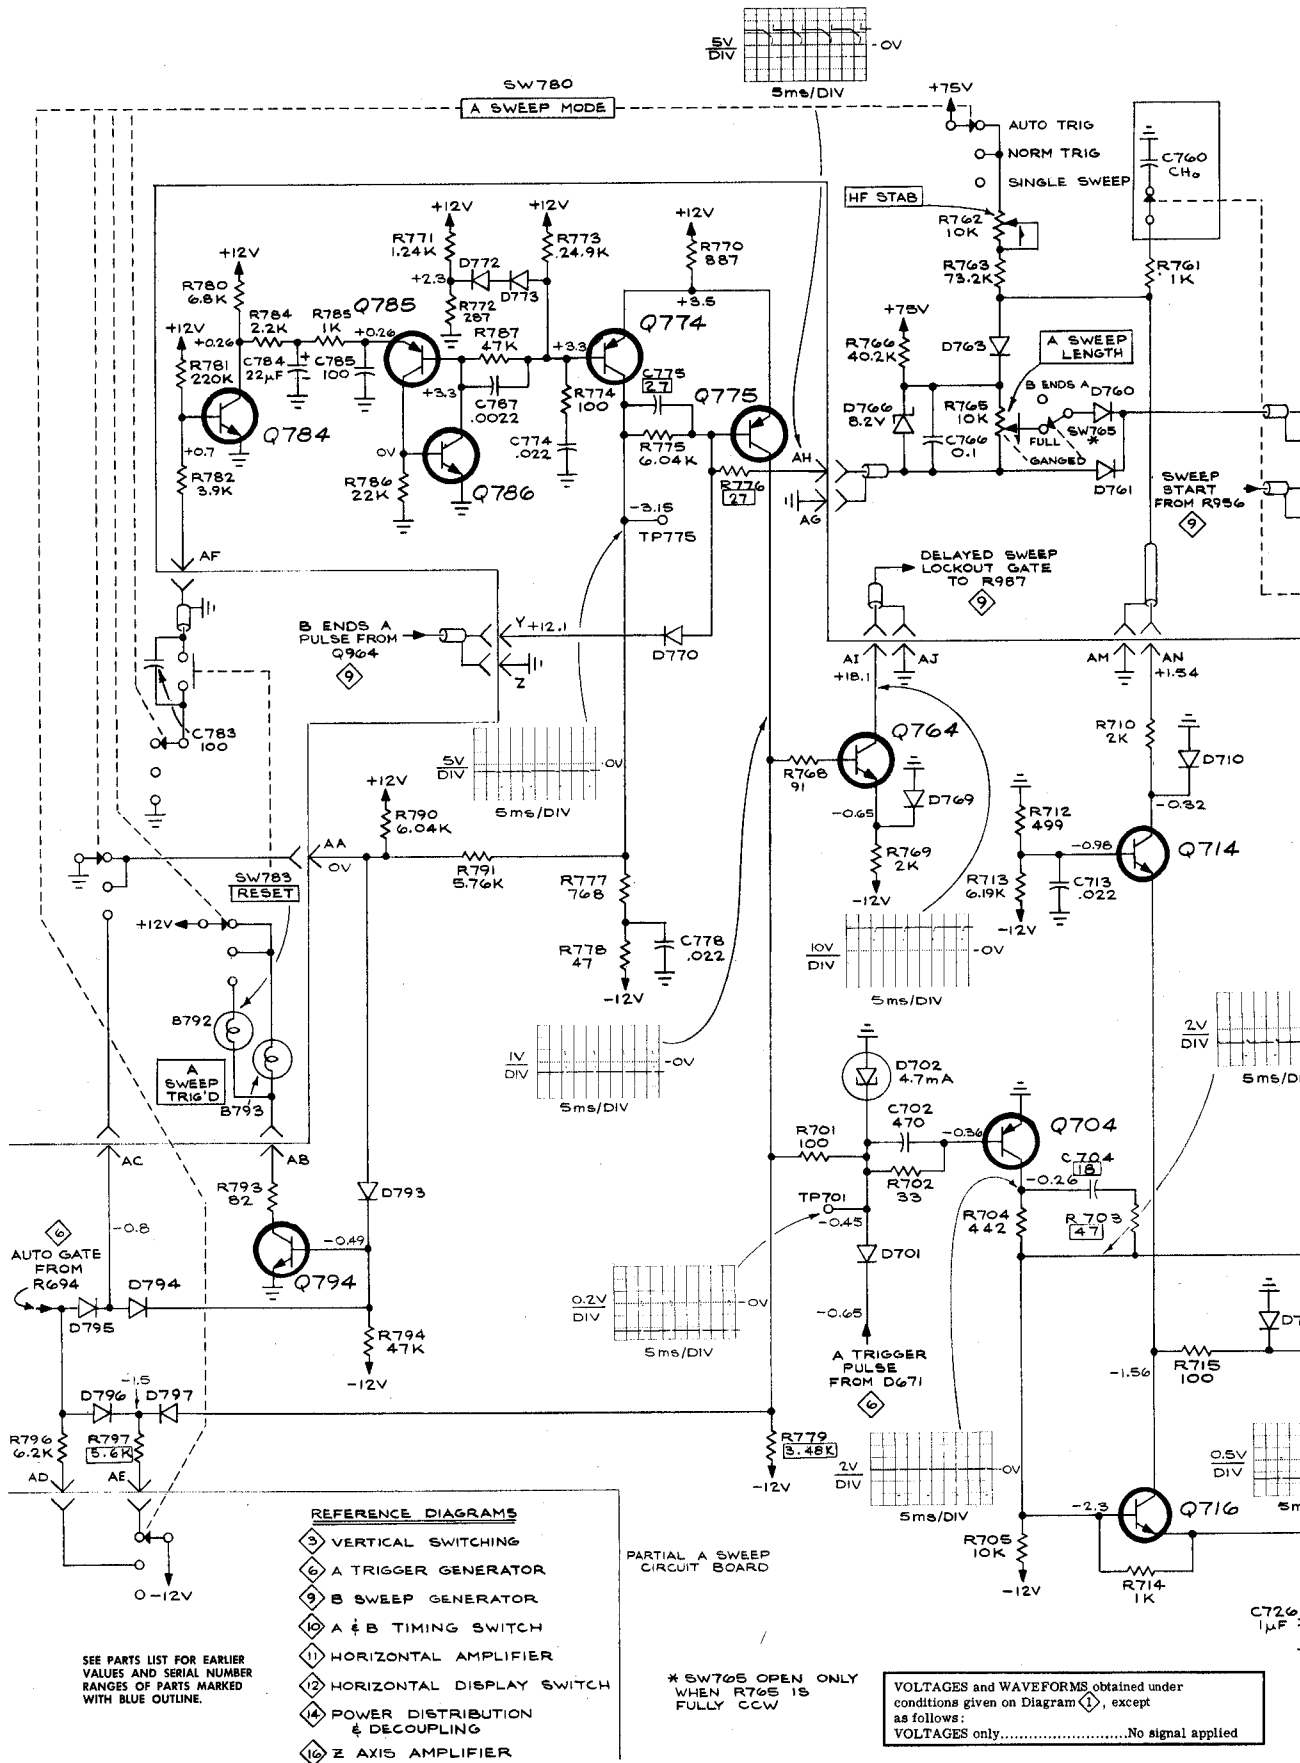 5V
DIV
-0V
5ms/DIV
SW780
A SWEEP MODE
+75V
AUTO TRIG
NORM TRIG
SINGLE SWEEP
C760
CH6
HF STAB
R762
10K
R763
73.2K
R761
1K
+12V
+12V
+12V
+12V
R771
1.24K
R773
24.9K
R770
887
+12V
R780
6.8K
D772
+2.3
D773
R772
287
+3.5
Q785
Q774
+75V
R784
2.2K
R785
1K
+0.26
+12V
+0.26
R787
47K
+3.3
R766
40.2K
D763
A SWEEP
LENGTH
R781
220K
C784
22µF
C785
100
C775
27
Q775
B ENDS A
D760
+3.3
C787
.0022
R774
100
D766
8.2V
R765
10K
FULL
SW765
*
Q784
R775
6.04K
C766
0.1
GANGED
0V
+0.7
C774
.022
AH
R782
3.9K
R786
22K
Q786
R776
27
D761
AG
SWEEP
START
FROM R956
9
-3.15
TP775
AF
DELAYED SWEEP
LOCKOUT GATE
TO R987
9
B ENDS A
PULSE FROM
Q964
9
Y
+12.1
Z
D770
AI
+18.1
AJ
AM
AN
+1.54
C783
100
5V
DIV
0V
5ms/DIV
Q764
R710
2K
D710
R768
91
D769
-0.65
-0.32
+12V
R790
6.04K
R712
499
AA
0V
-0.98
Q714
R791
5.76K
R769
2K
-12V
R713
6.19K
C713
.022
-12V
SW783
RESET
R777
768
+12V
R778
47
C778
.022
-12V
10V
DIV
-0V
5ms/DIV
B792
A
SWEEP
TRIG'D
B793
1V
DIV
-0V
5ms/DIV
2V
DIV
5ms/DI
D702
4.7mA
C702
470
Q704
R701
100
-0.36
AC
AB
R702
33
C704
18
-0.26
R793
82
D793
TP701
-0.45
R704
442
R703
47
-0.8
6
AUTO GATE
FROM
R694
-0.49
Q794
D701
D794
D795
0.2V
DIV
-0V
5ms/DIV
-0.65
D7
R794
47K
-12V
A TRIGGER
PULSE
FROM D671
6
R715
100
-1.56
-1.5
D796
D797
R796
6.2K
R797
5.6K
R779
3.48K
-12V
2V
DIV
-0V
5ms/DIV
0.5V
DIV
5m
AD
AE
-2.3
Q716
R705
10K
-12V
R714
1K
C726
1µF
-12V
REFERENCE DIAGRAMS
3 VERTICAL SWITCHING
6 A TRIGGER GENERATOR
9 B SWEEP GENERATOR
10 A & B TIMING SWITCH
11 HORIZONTAL AMPLIFIER
12 HORIZONTAL DISPLAY SWITCH
14 POWER DISTRIBUTION
& DECOUPLING
16 Z AXIS AMPLIFIER
PARTIAL A SWEEP
CIRCUIT BOARD
SEE PARTS LIST FOR EARLIER
VALUES AND SERIAL NUMBER
RANGES OF PARTS MARKED
WITH BLUE OUTLINE.
* SW765 OPEN ONLY
WHEN R765 IS
FULLY CCW
VOLTAGES and WAVEFORMS obtained under
conditions given on Diagram 1, except
as follows:
VOLTAGES only..........................No signal applied